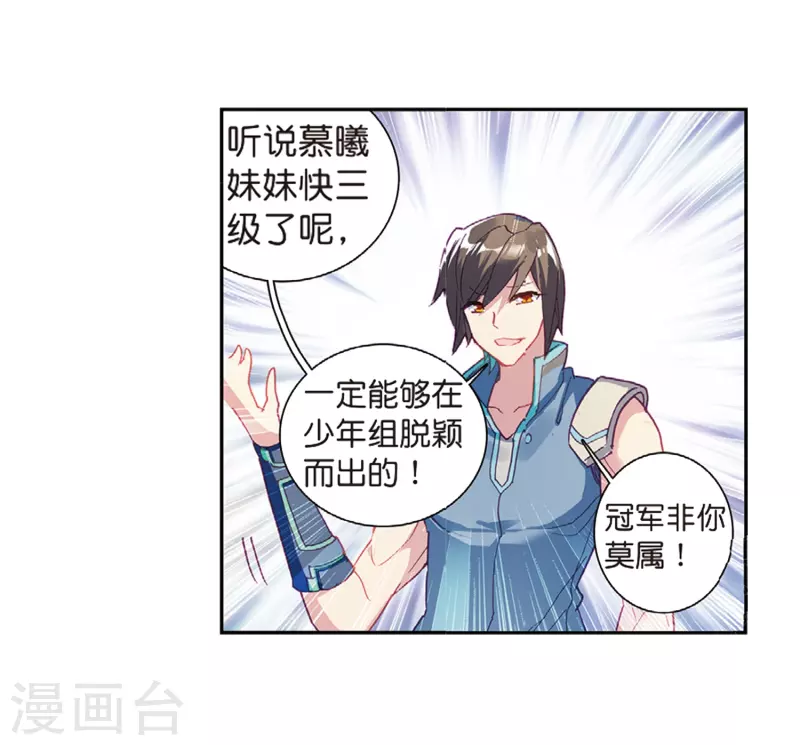 听说慕曦
妹妹快三
级了呢，
一定能够在
少年组脱颖
而出的！
冠军非你
莫属！
漫画台